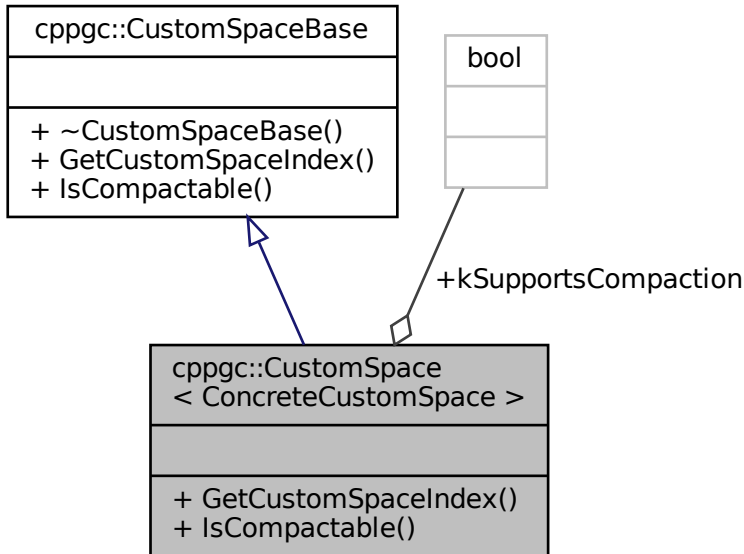 cppgc::CustomSpaceBase
+ ~CustomSpaceBase()
+ GetCustomSpaceIndex()
+ IsCompactable()
bool
+kSupportsCompaction
cppgc::CustomSpace
< ConcreteCustomSpace >
+ GetCustomSpaceIndex()
+ IsCompactable()